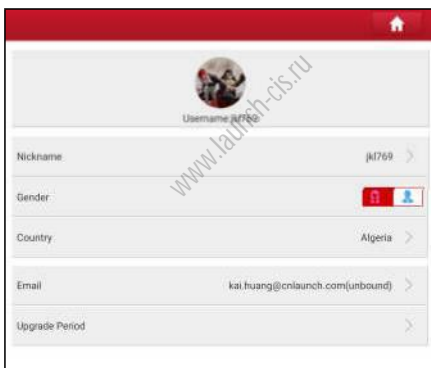 Username:jkl769
Nickname jkl769
Gender
Country Algeria
Email kai.huang@cnlaunch.com(unbound)
Upgrade Period
www.launch-cis.ru